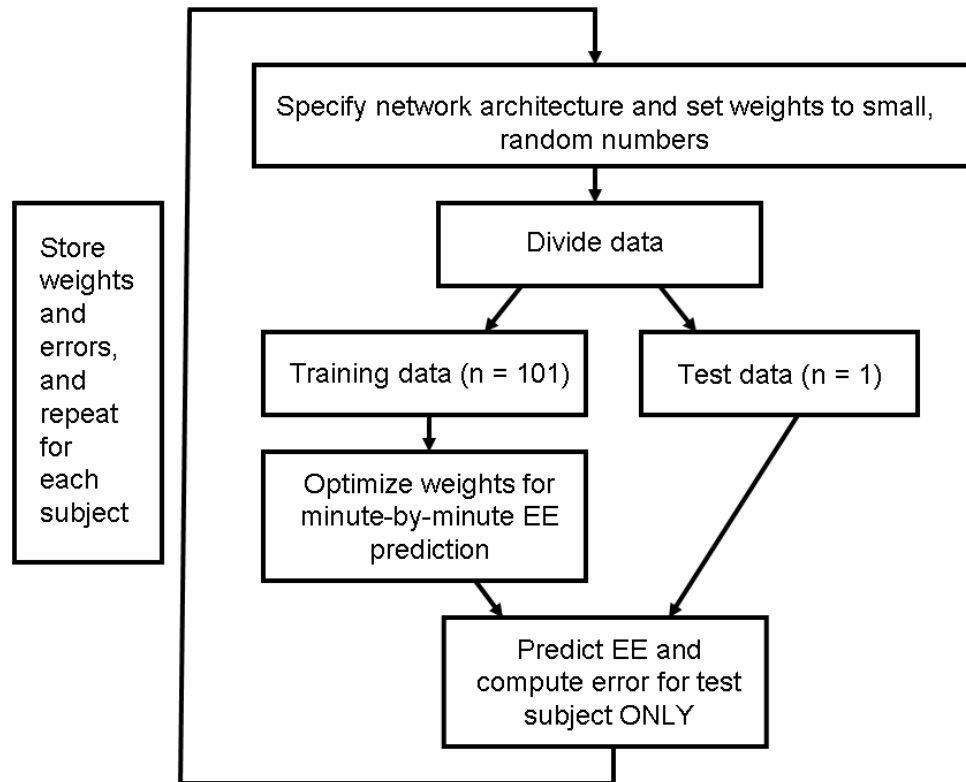 Specify network architecture and set weights to small,
random numbers
Divide data
Training data (n = 101)
Test data (n = 1)
Optimize weights for
minute-by-minute EE
prediction
Predict EE and
compute error for test
subject ONLY
Store
weights
and
errors,
and
repeat
for
each
subject